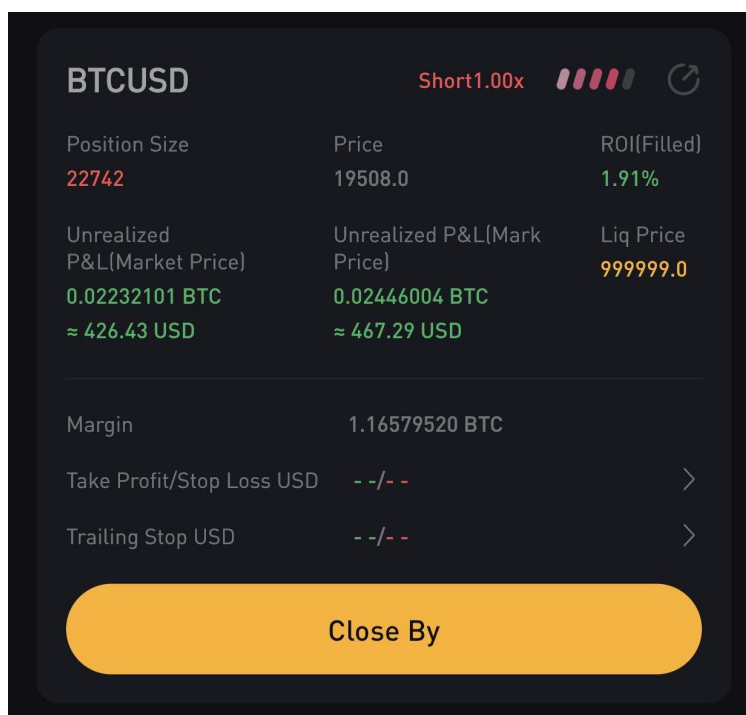 BTCUSD Short1.00x
Position Size Price ROI(Filled)
22742 19508.0 1.91%
Unrealized Unrealized P&L(Mark Liq Price
P&L(Market Price) Price) 999999.0
0.02232101 BTC 0.02446004 BTC
≈ 426.43 USD ≈ 467.29 USD
Margin 1.16579520 BTC
Take Profit/Stop Loss USD - -/- -
Trailing Stop USD - -/- -
Close By